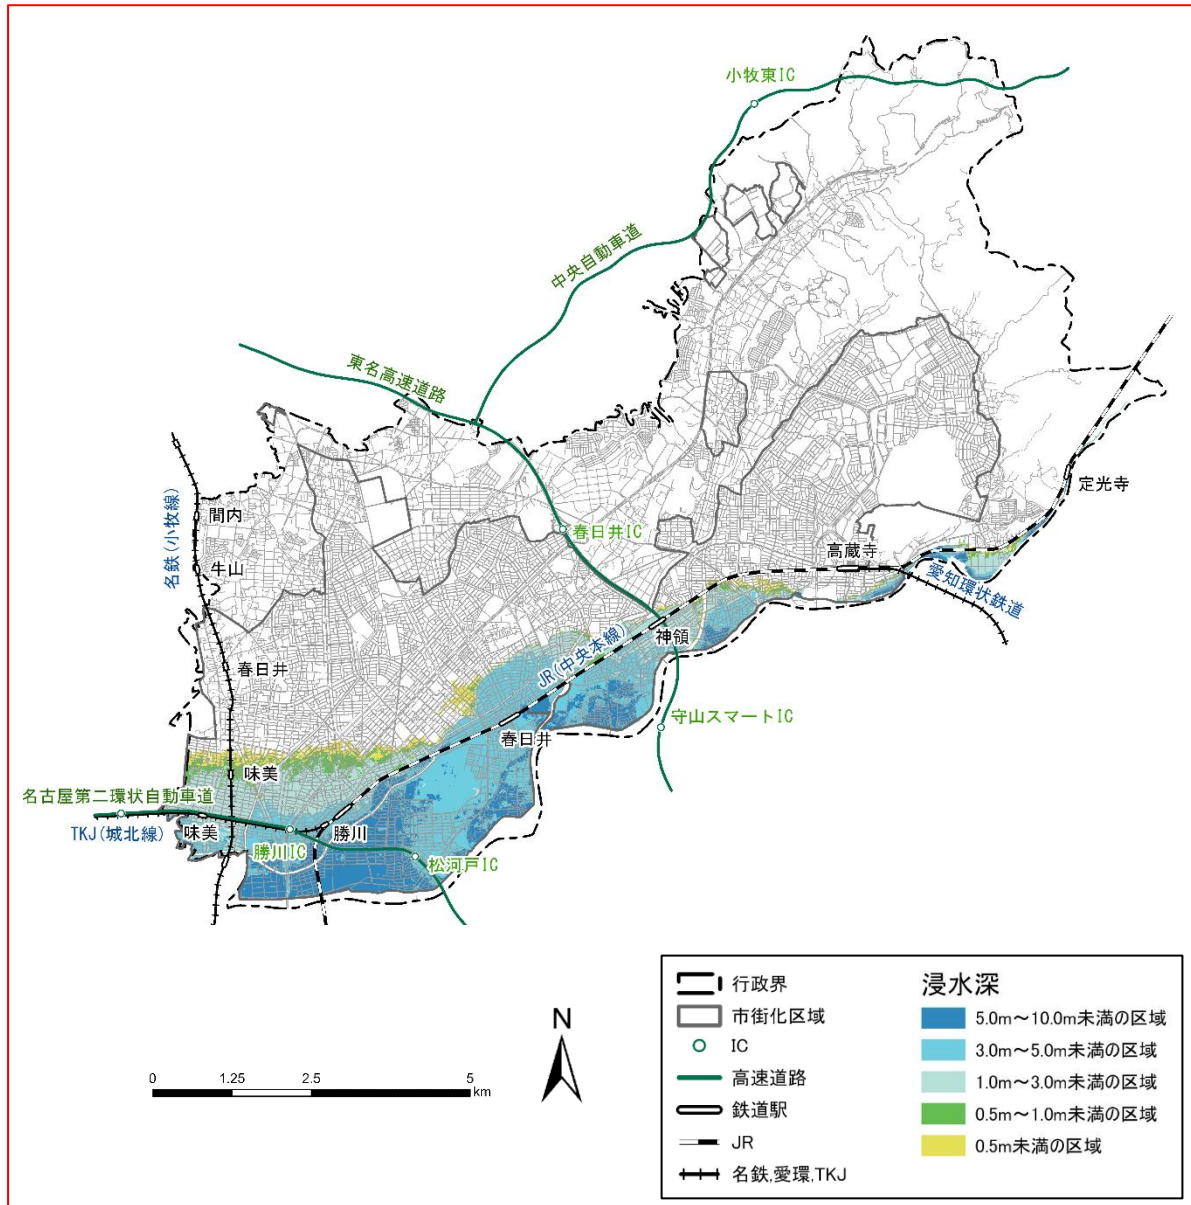 小牧東IC
中央自動車道
東名高速道路
名鉄(小牧線)
間内
牛山
春日井
春日井IC
高蔵寺
定光寺
愛知環状鉄道
神領
JR(中央本線)
守山スマートIC
春日井
味美
名古屋第二環状自動車道
TKJ(城北線)
味美
勝川IC
勝川
松河戸IC
N
0 1.25 2.5 5
km
行政界
市街化区域
IC
高速道路
鉄道駅
JR
名鉄,愛環,TKJ
浸水深
5.0m～10.0m未満の区域
3.0m～5.0m未満の区域
1.0m～3.0m未満の区域
0.5m～1.0m未満の区域
0.5m未満の区域